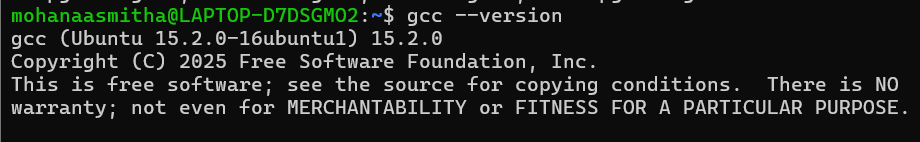 mohanaasmitha@LAPTOP-D7DSGMO2:~$ gcc --version
gcc (Ubuntu 15.2.0-16ubuntu1) 15.2.0
Copyright (C) 2025 Free Software Foundation, Inc.
This is free software; see the source for copying conditions.  There is NO
warranty; not even for MERCHANTABILITY or FITNESS FOR A PARTICULAR PURPOSE.